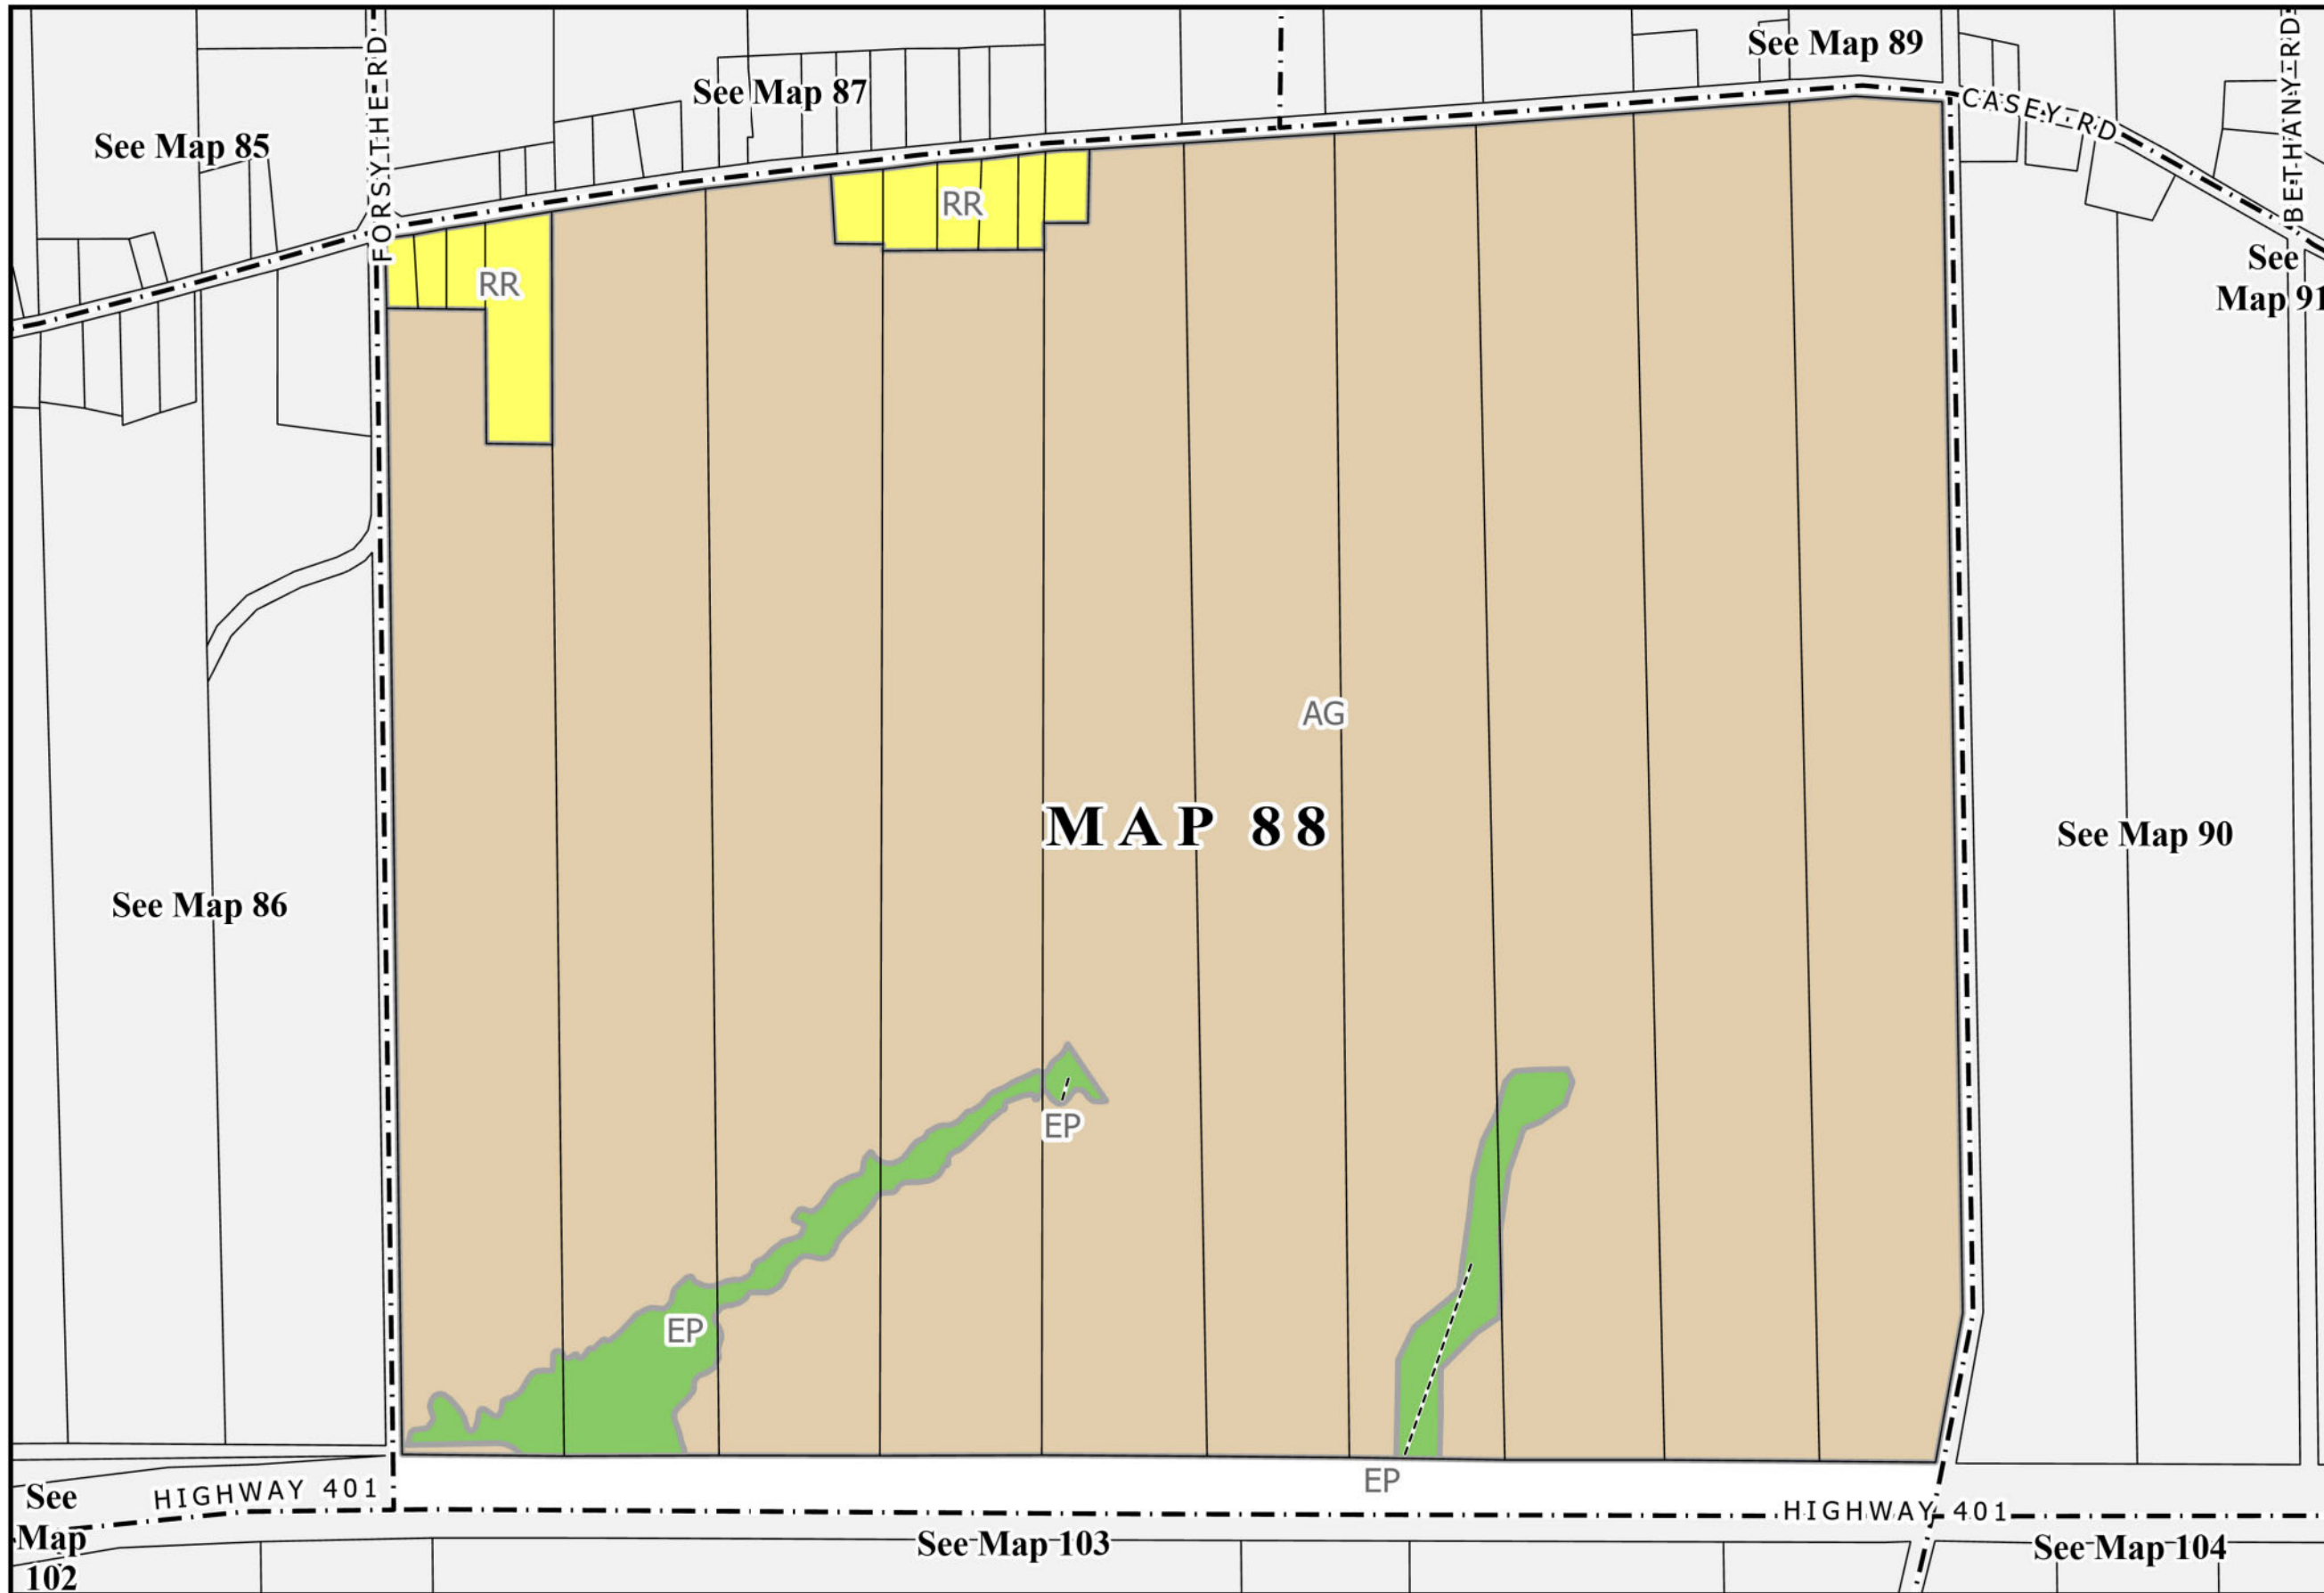 See Map 89
See Map 87
See Map 85
FORSYTHE RD
CASEY RD
BETHANY RD
RR
See
Map 91
RR
AG
MAP 88
See Map 90
See Map 86
EP
EP
EP
HIGHWAY 401
See
Map
102
HIGHWAY 401
See Map 103
See Map 104